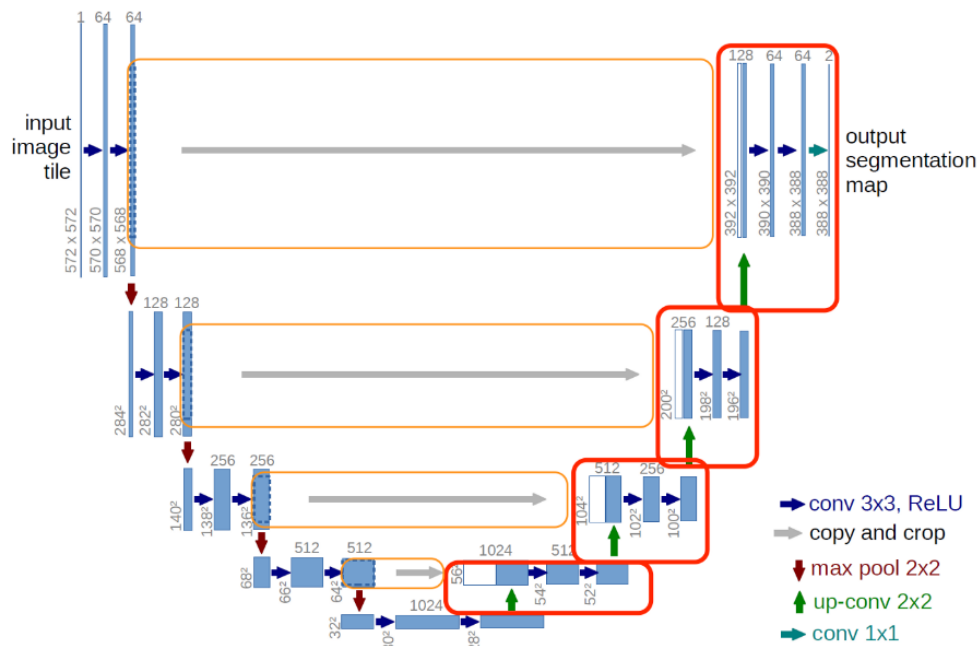 1 64 64
128 64 64 2
input
image
tile
output
segmentation
map
572 x 572
570 x 570
568 x 568
392 x 392
390 x 390
388 x 388
388 x 388
128 128
256 128
284²
282²
280²
200²
198²
196²
256 256
512 256
140²
138²
136²
104²
102²
100²
512 512
1024 512
68²
66²
64²
54²
52²
1024
32²
conv 3x3, ReLU
copy and crop
max pool 2x2
up-conv 2x2
conv 1x1